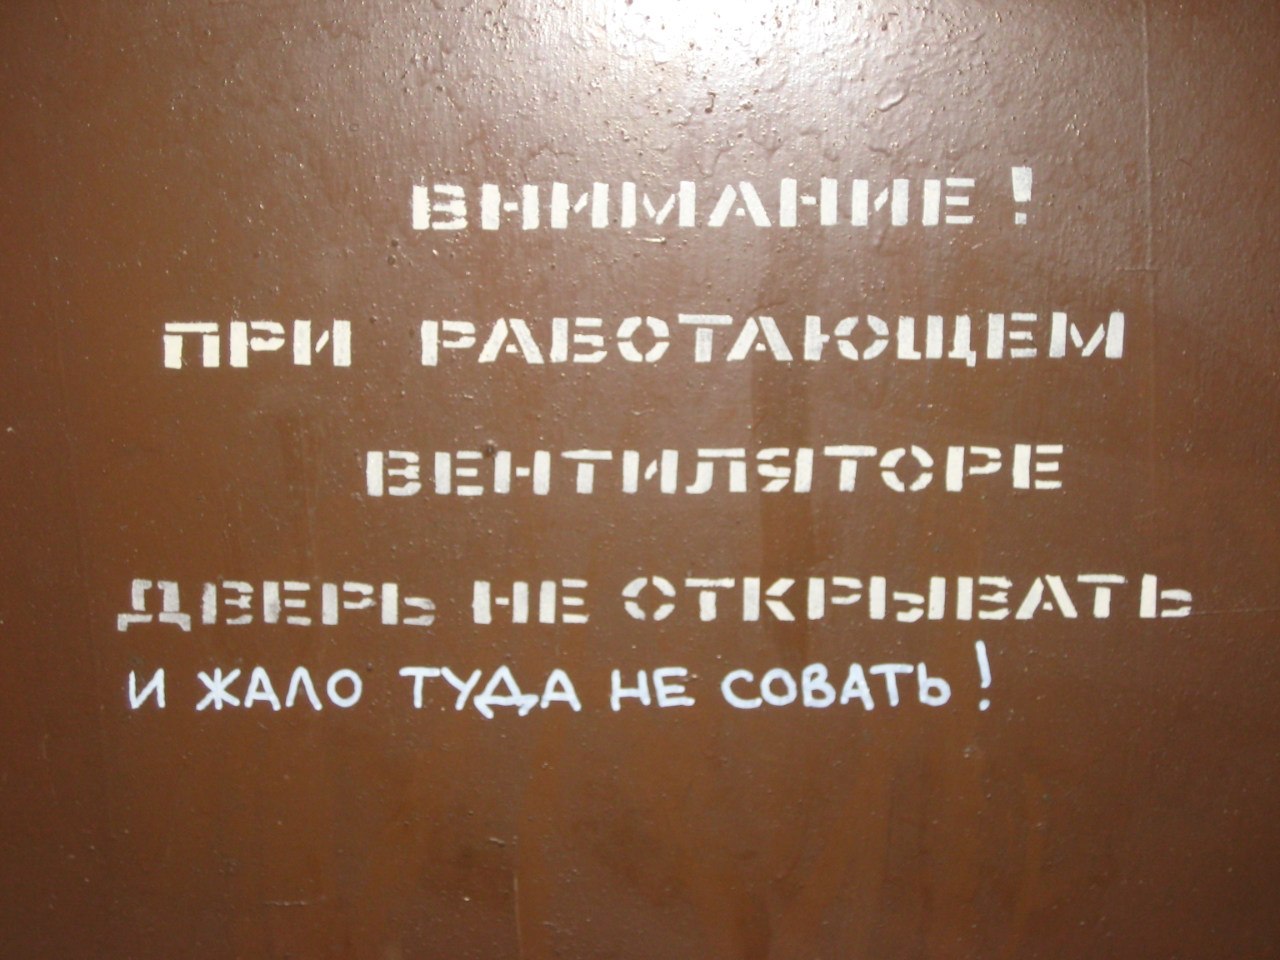 ВНИМАНИЕ !
ПРИ РАБОТАЮЩЕМ
ВЕНТИЛЯТОРЕ
ДВЕРЬ НЕ ОТКРЫВАТЬ
И ЖАЛО ТУДА НЕ СОВАТЬ!